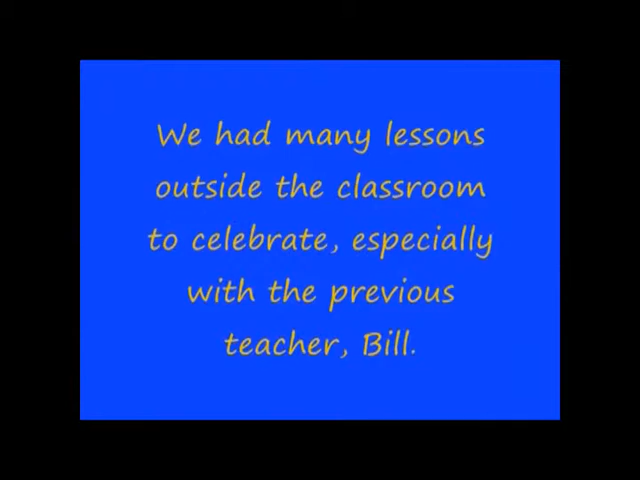 We had many lessons
outside the classroom
to celebrate, especially
with the previous
teacher, Bill.